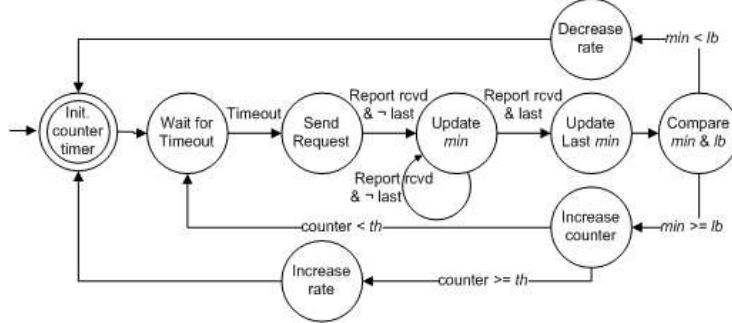 Decrease
rate
min < lb
Init.
counter
timer
Wait for
Timeout
Timeout
Send
Request
Report rcvd
& ¬ last
Update
min
Report rcvd
& ¬ last
Report rcvd
& last
Update
Last min
Compare
min & lb
Increase
counter
min >= lb
counter < th
Increase
rate
counter >= th